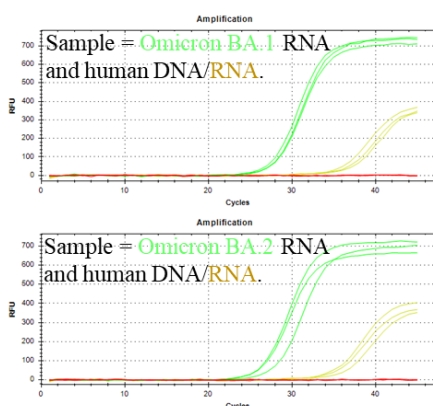 Amplification
Sample = Omicron BA.1 RNA
and human DNA/RNA.
700
600
500
400
300
200
100
0
RFU
0 10 20 30 40
Cycles
Amplification
Sample = Omicron BA.2 RNA
and human DNA/RNA.
700
600
500
400
300
200
100
0
RFU
0 10 20 30 40
Cycles